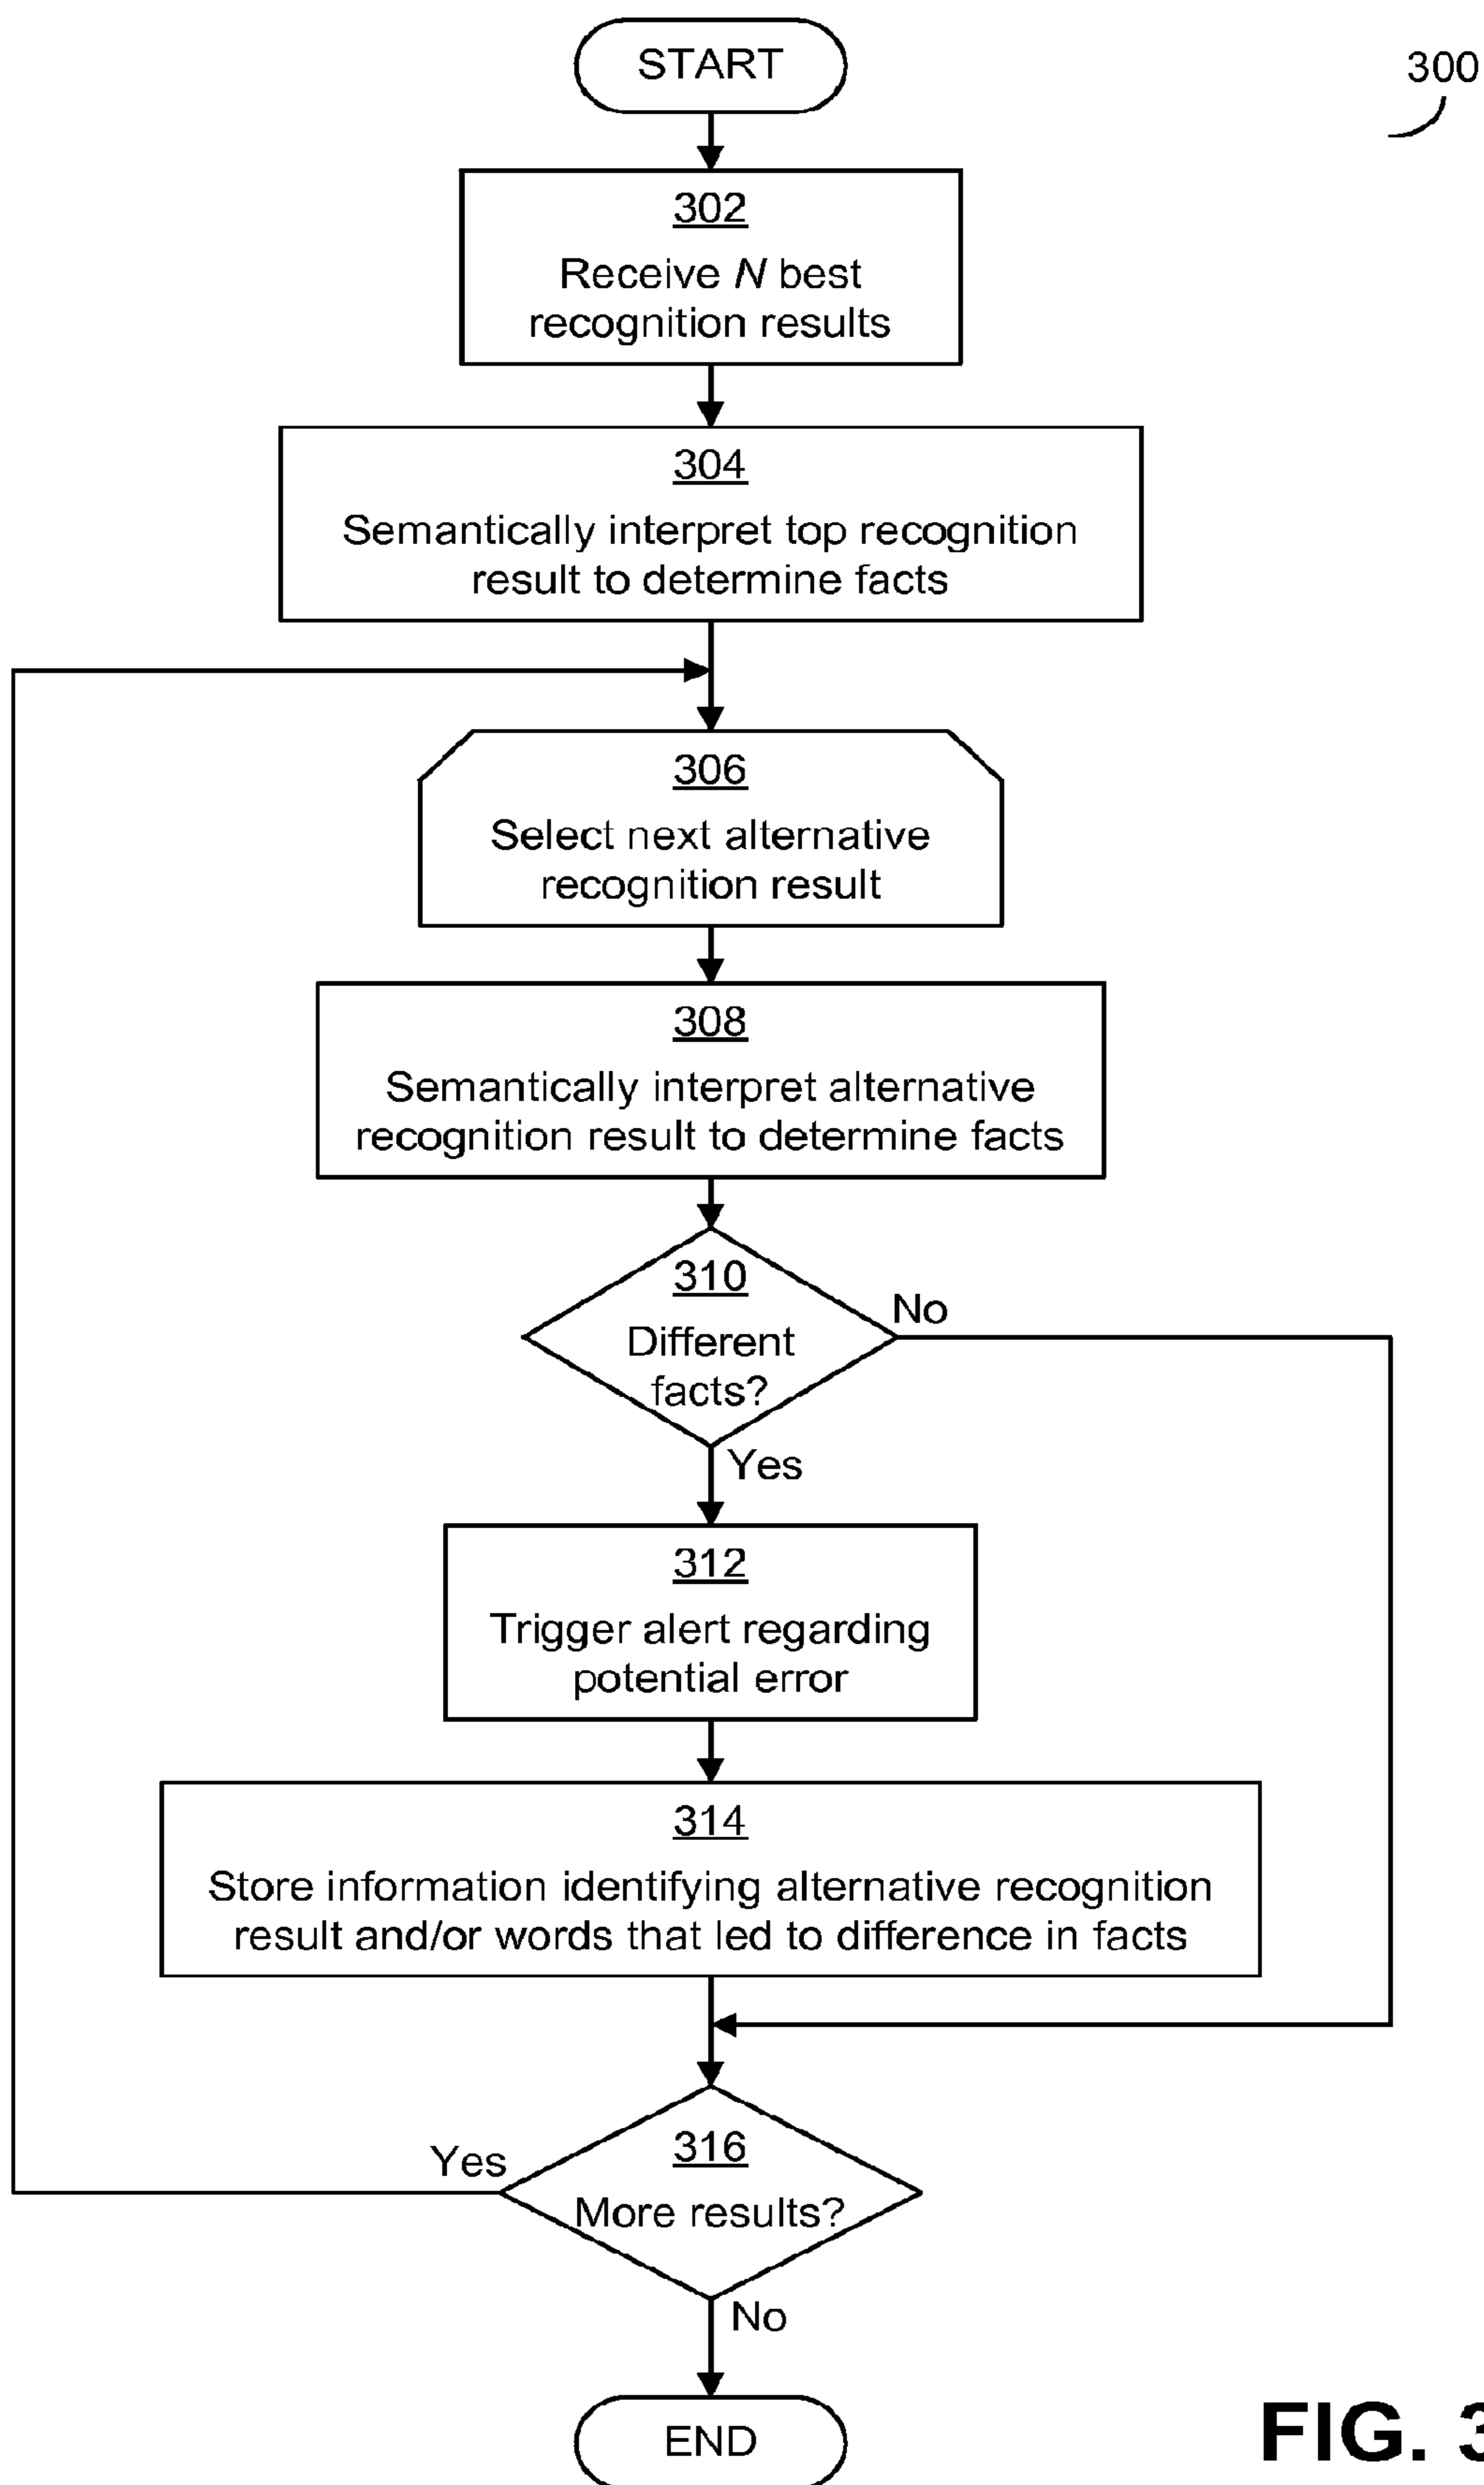 START
300
302
Receive N best
recognition results
304
Semantically interpret top recognition
result to determine facts
306
Select next alternative
recognition result
308
Semantically interpret alternative
recognition result to determine facts
310
Different
facts?
No
Yes
312
Trigger alert regarding
potential error
314
Store information identifying alternative recognition
result and/or words that led to difference in facts
316
More results?
Yes
No
END
FIG. 3